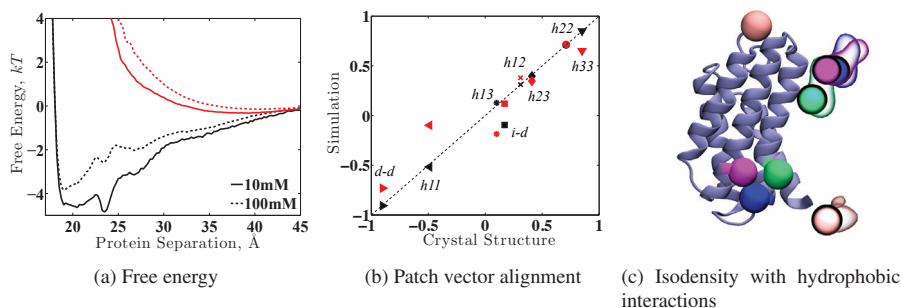 4
2
0
−2
−4
Free Energy, kT
20 25 30 35 40 45
Protein Separation, Å
10mM
100mM
(a) Free energy
1
0.5
0
−0.5
−1
Simulation
−1 −0.5 0 0.5 1
Crystal Structure
h22
h33
h12
h13
h23
i-d
d-d
h11
(b) Patch vector alignment
(c) Isodensity with hydrophobic
interactions